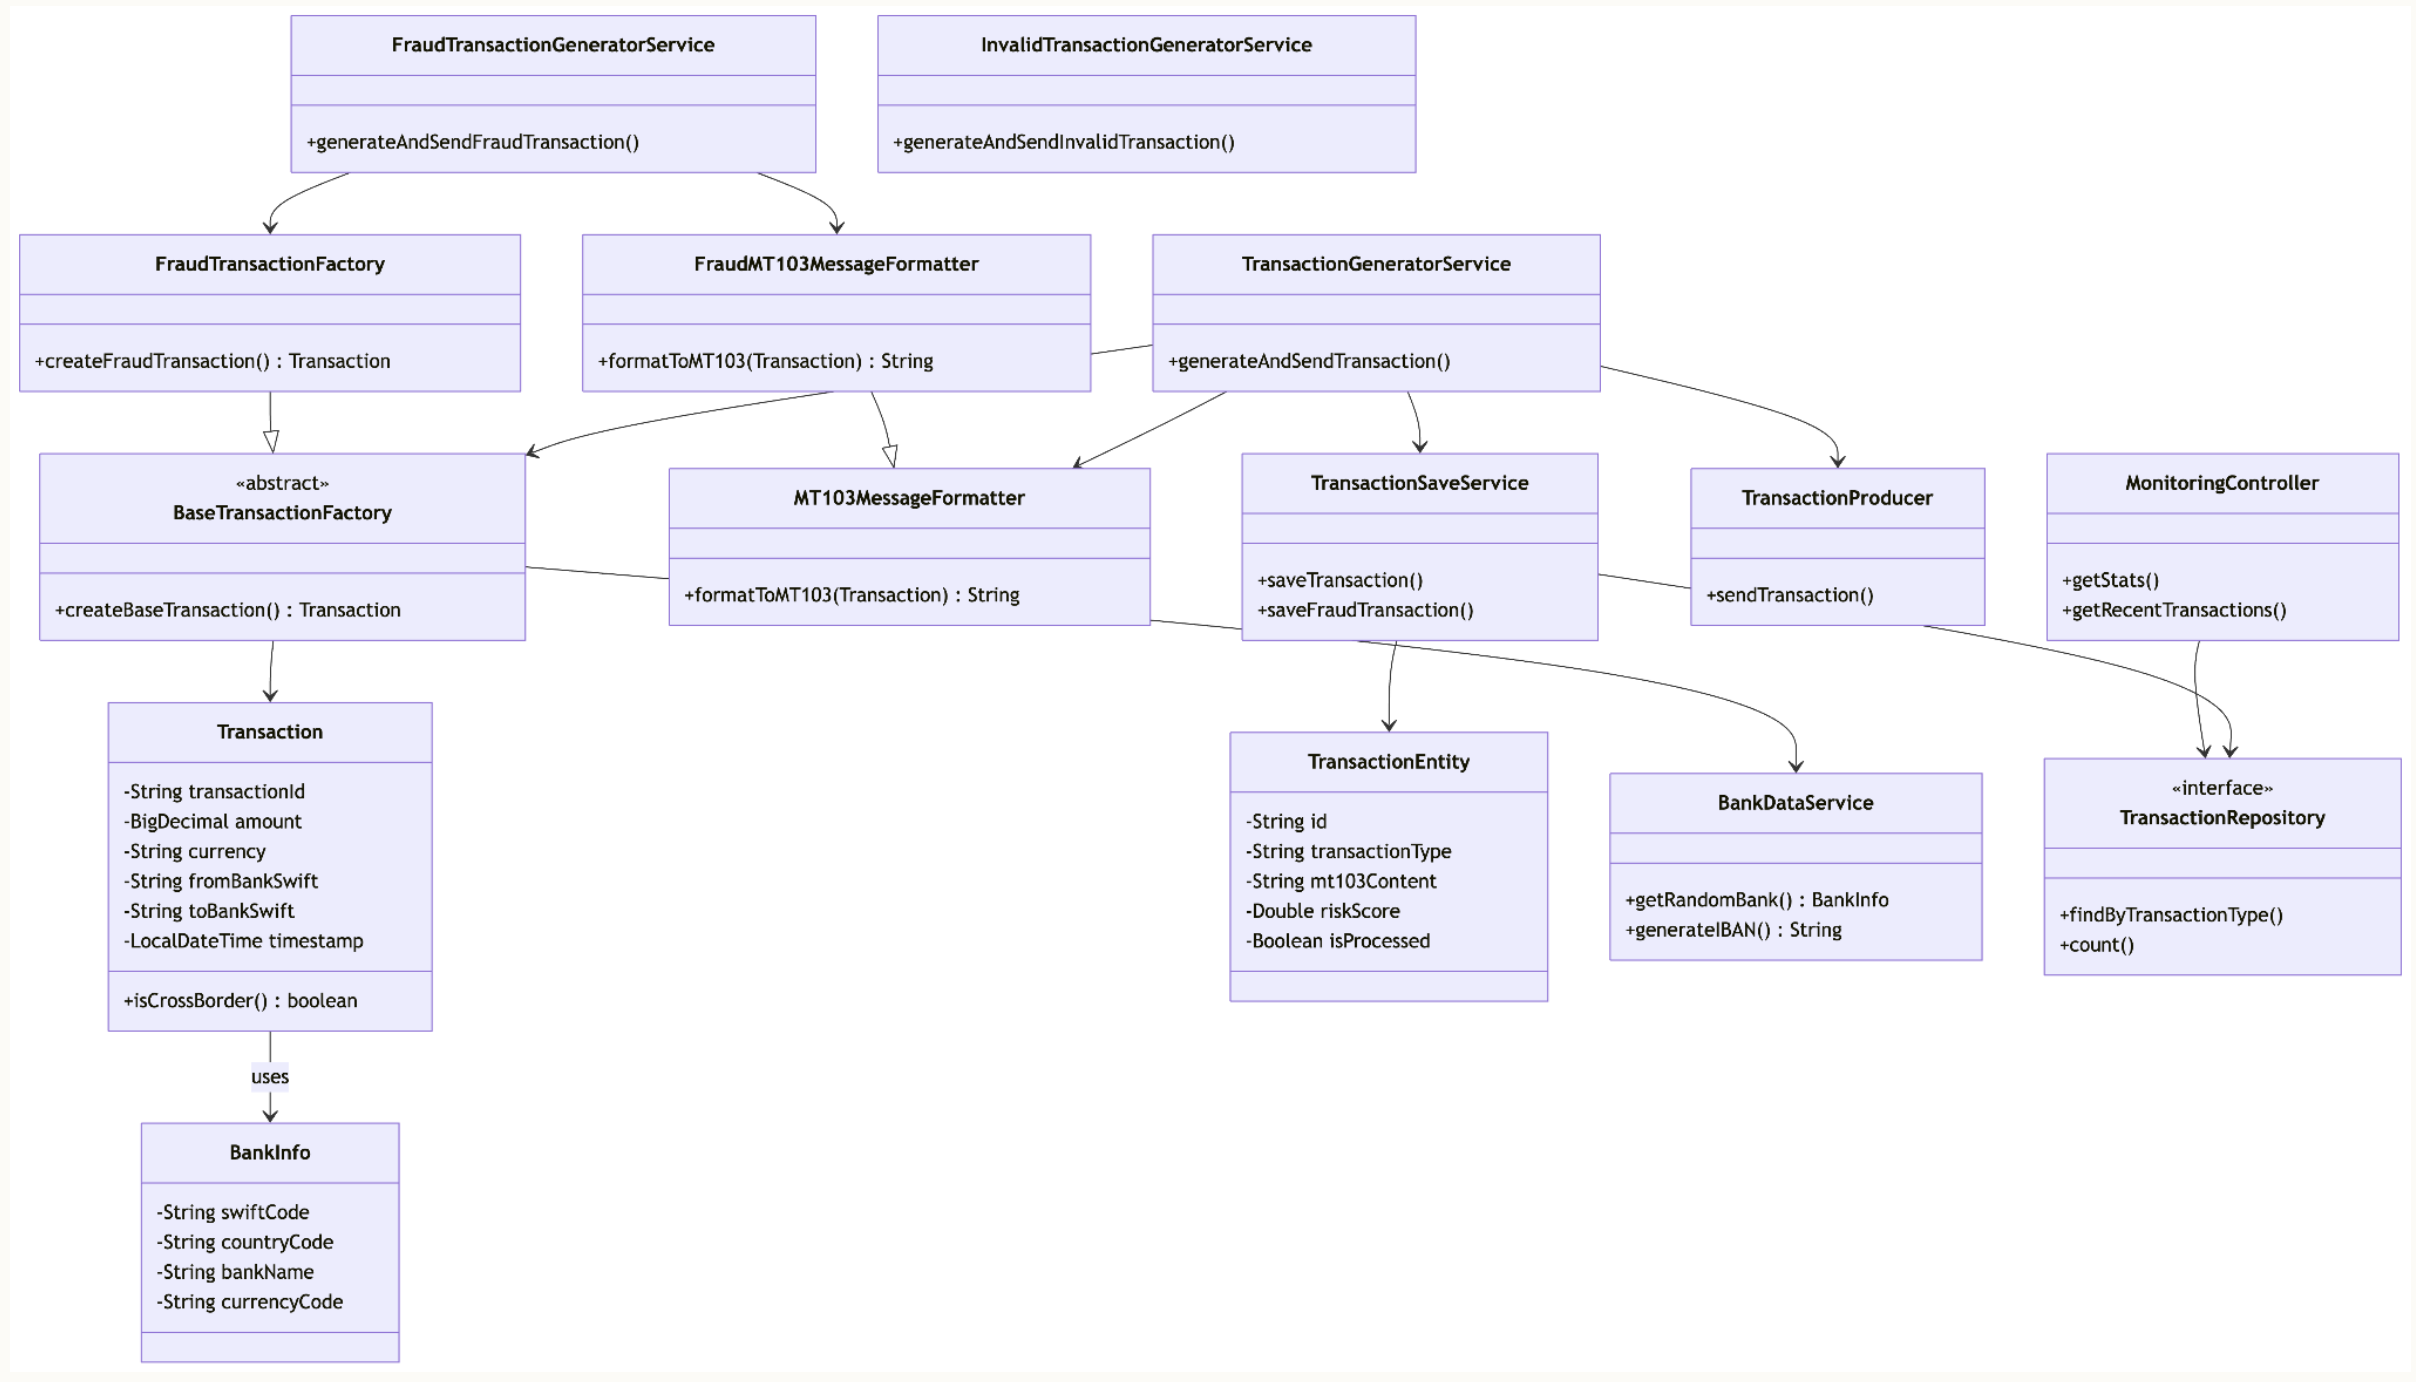 FraudTransactionGeneratorService
+generateAndSendFraudTransaction()
InvalidTransactionGeneratorService
+generateAndSendInvalidTransaction()
FraudTransactionFactory
+createFraudTransaction() : Transaction
FraudMT103MessageFormatter
+formatToMT103(Transaction) : String
TransactionGeneratorService
+generateAndSendTransaction()
«abstract»
BaseTransactionFactory
+createBaseTransaction() : Transaction
MT103MessageFormatter
+formatToMT103(Transaction) : String
TransactionSaveService
+saveTransaction()
+saveFraudTransaction()
TransactionProducer
+sendTransaction()
MonitoringController
+getStats()
+getRecentTransactions()
Transaction
-String transactionId
-BigDecimal amount
-String currency
-String fromBankSwift
-String toBankSwift
-LocalDateTime timestamp
+isCrossBorder() : boolean
TransactionEntity
-String id
-String transactionType
-String mt103Content
-Double riskScore
-Boolean isProcessed
BankDataService
+getRandomBank() : BankInfo
+generateIBAN() : String
«interface»
TransactionRepository
+findByTransactionType()
+count()
uses
BankInfo
-String swiftCode
-String countryCode
-String bankName
-String currencyCode